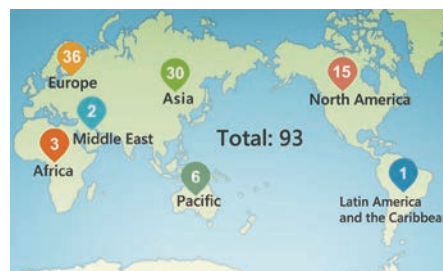 36
Europe
30
Asia
15
North America
2
Middle East
3
Africa
Total: 93
6
Pacific
1
Latin America
and the Caribbea